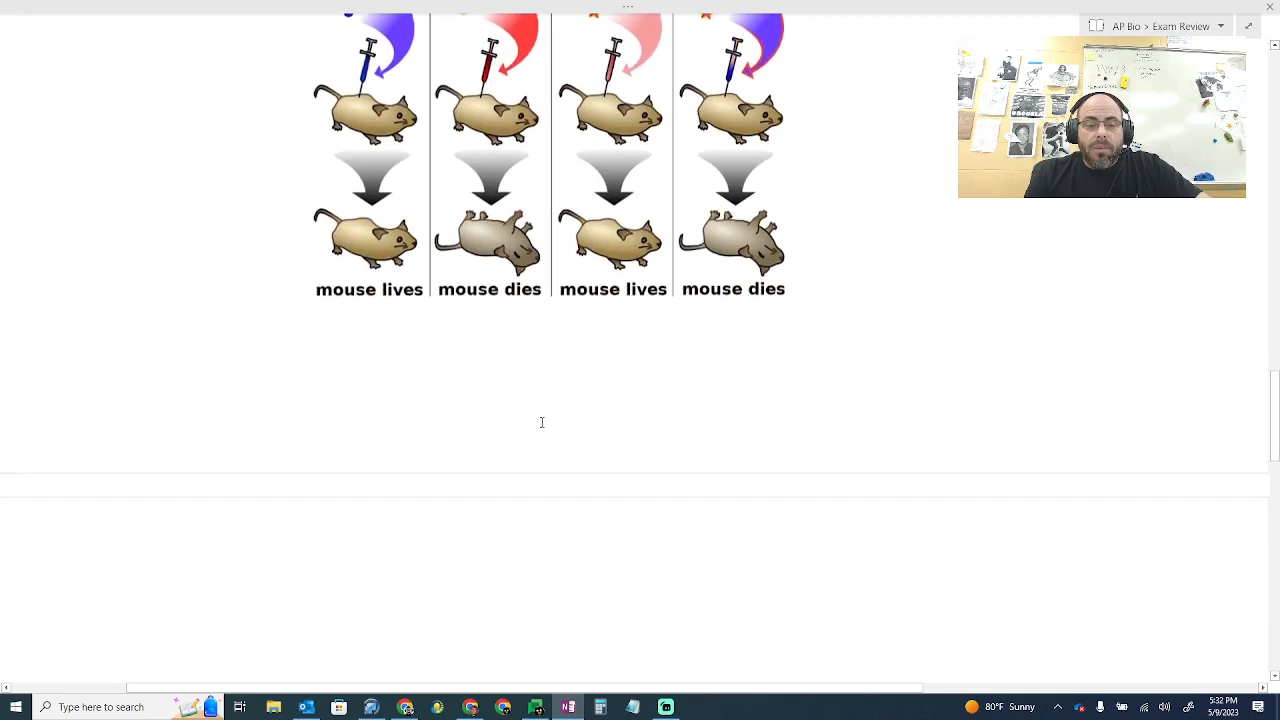 AP Bio > Exam Review
mouse lives
mouse dies
mouse lives
mouse dies
Type here to search
80°F Sunny
5:32 PM
5/9/2023